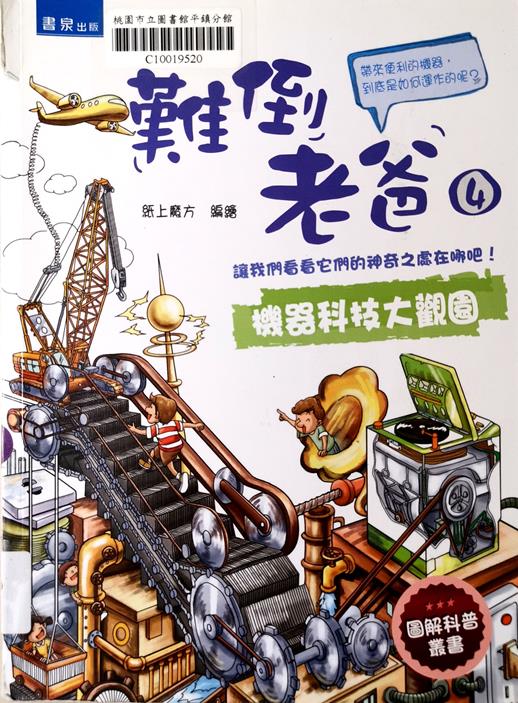 書泉出版
桃園市立圖書館平鎮分館
C10019520
帶來便利的機器，
到底是如何運作的呢？
難倒
老爸 4
紙上魔方 編繪
讓我們看看它們的神奇之處在哪吧！
機器科技大觀園
圖解科普
叢書